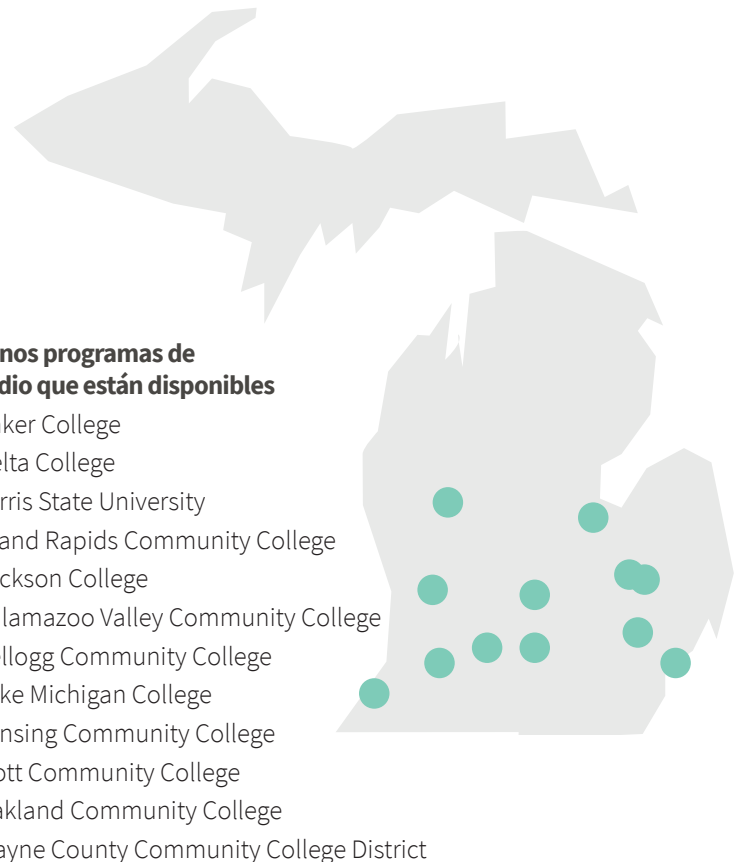 nos programas de
dio que están disponibles
ker College
elta College
rris State University
and Rapids Community College
ckson College
lamazoo Valley Community College
ellogg Community College
ke Michigan College
nsing Community College
ott Community College
akland Community College
ayne County Community College District